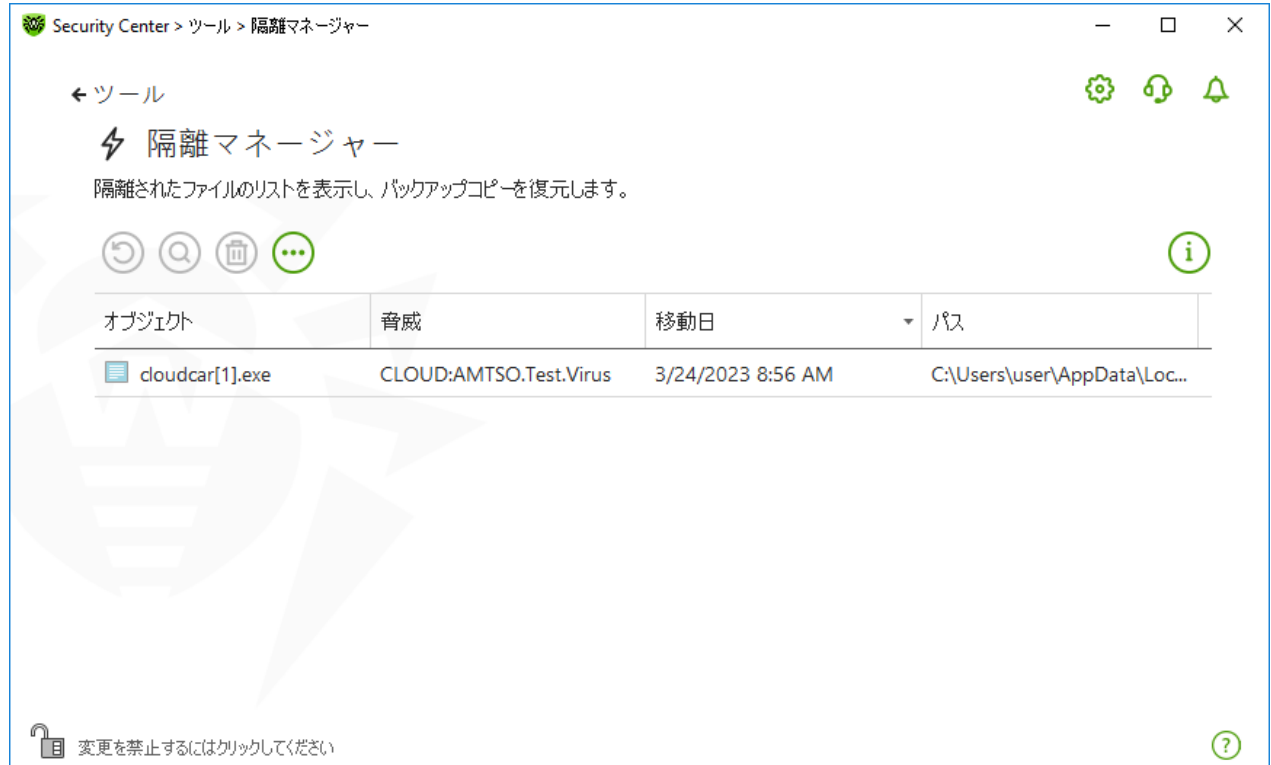 Security Center > ツール > 隔離マネージャー
ツール
隔離マネージャー
隔離されたファイルのリストを表示し、バックアップコピーを復元します。
オブジェクト 脅威 移動日 パス
cloudcar[1].exe CLOUD:AMTSO.Test.Virus 3/24/2023 8:56 AM C:\Users\user\AppData\Loc...
変更を禁止するにはクリックしてください